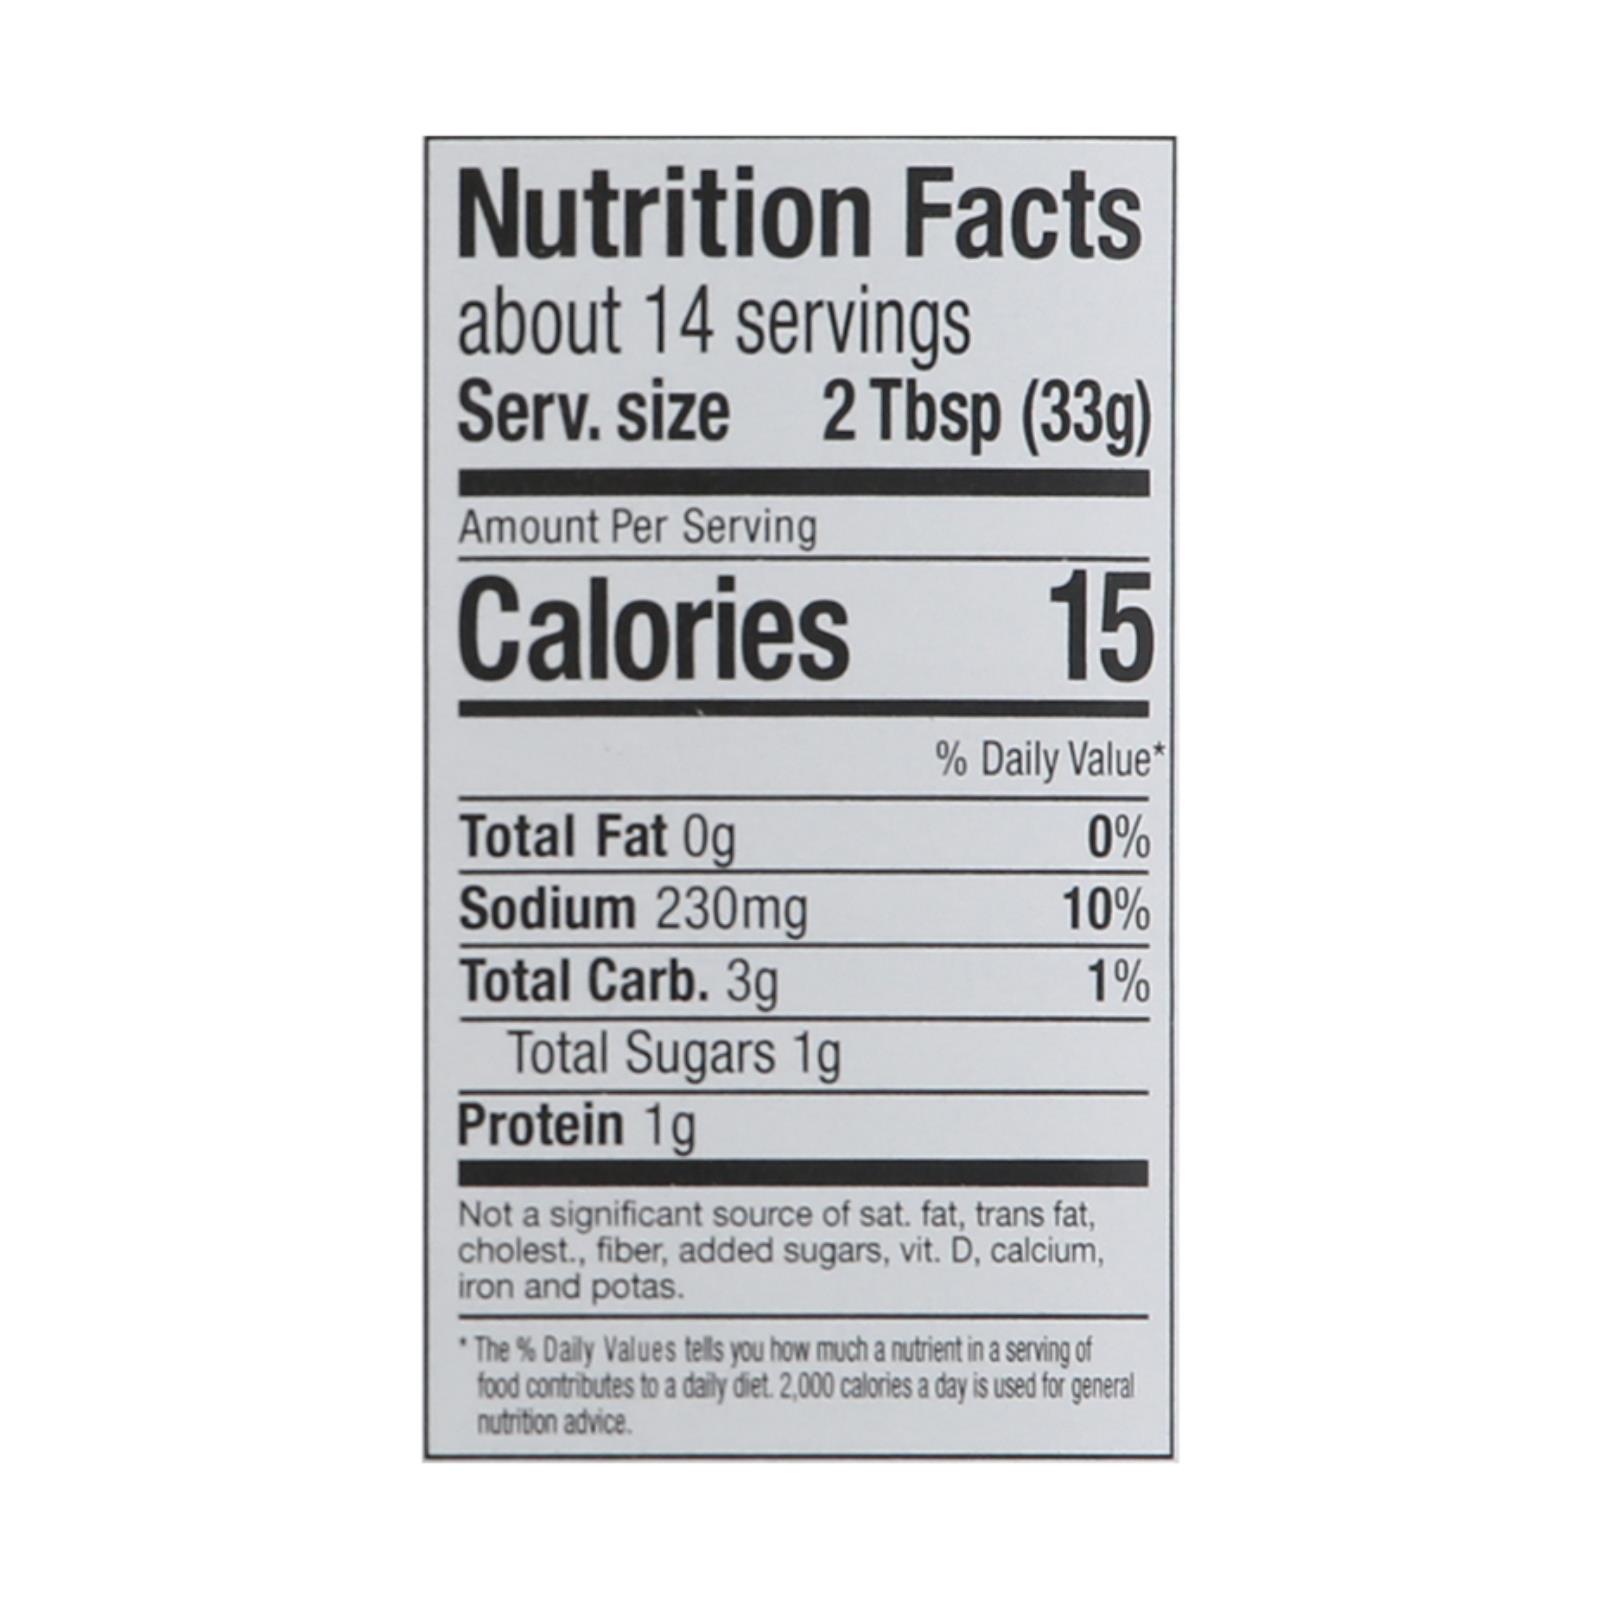 Nutrition Facts
about 14 servings
Serv. size 2 Tbsp (33g)
Amount Per Serving
Calories 15
% Daily Value*
Total Fat 0g 0%
Sodium 230mg 10%
Total Carb. 3g 1%
Total Sugars 1g
Protein 1g
Not a significant source of sat. fat, trans fat,
cholest., fiber, added sugars, vit. D, calcium,
iron and potas.
* The % Daily Values tells you how much a nutrient in a serving of
food contributes to a daily diet. 2,000 calories a day is used for general
nutrition advice.